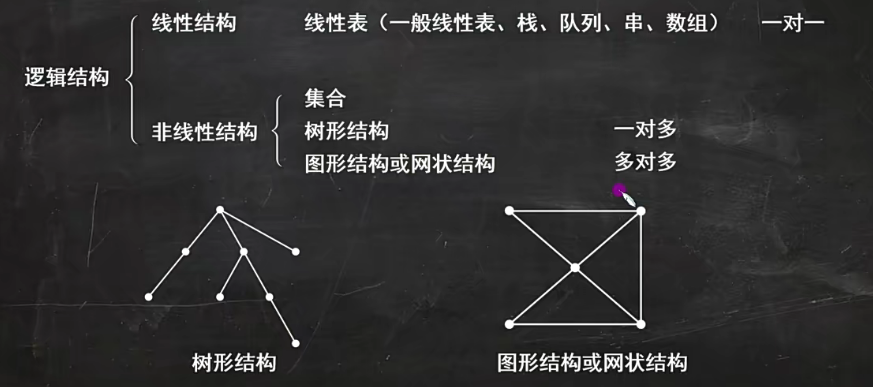 线性结构 线性表（一般线性表、栈、队列、串、数组） 一对一
逻辑结构
集合
非线性结构 树形结构 一对多
图形结构或网状结构 多对多
树形结构 图形结构或网状结构